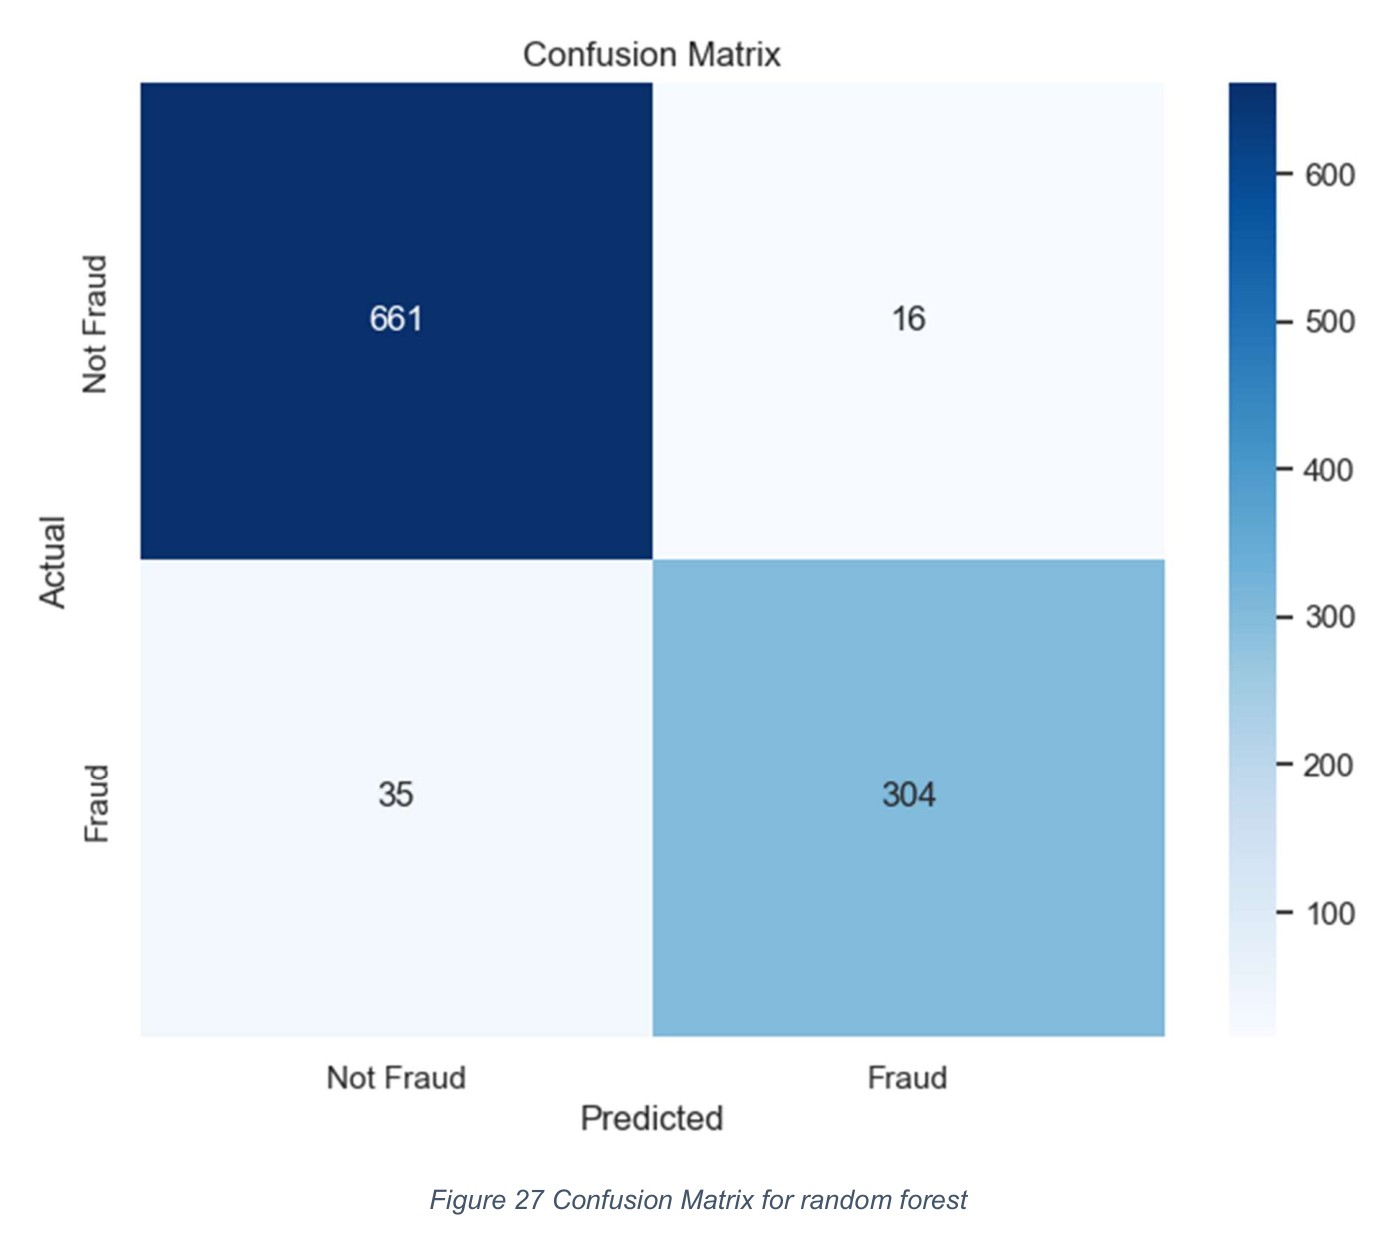 Confusion Matrix
Not Fraud
Fraud
Actual
661
16
35
304
600
500
400
300
200
100
Not Fraud
Fraud
Predicted
Figure 27 Confusion Matrix for random forest